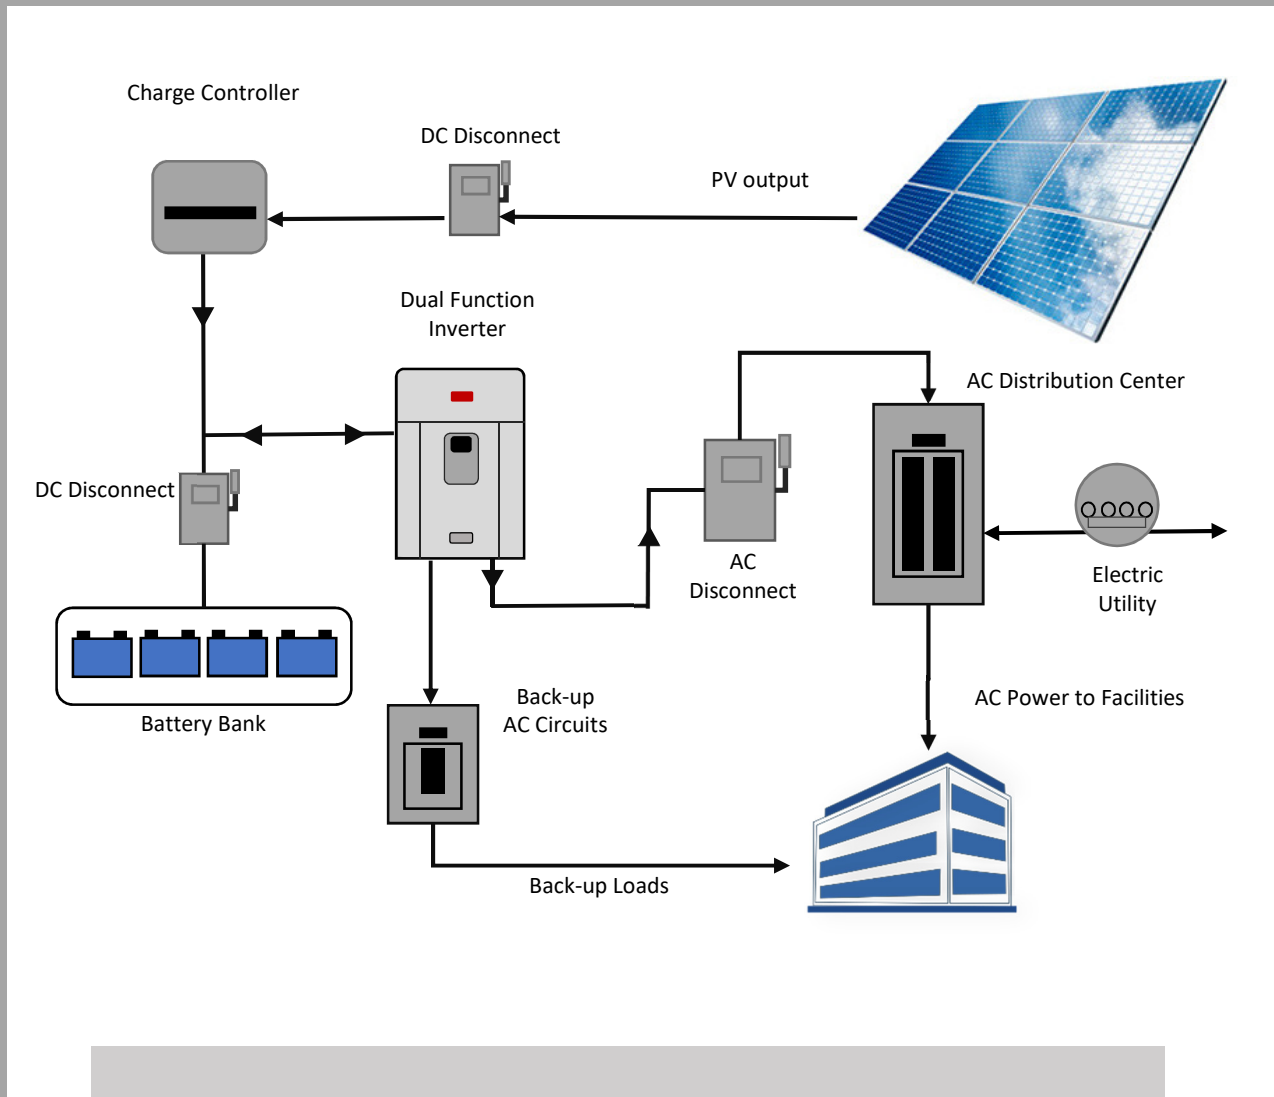 Charge Controller
DC Disconnect
PV output
Dual Function
Inverter
AC Distribution Center
DC Disconnect
AC
Disconnect
Electric
Utility
Battery Bank
Back-up
AC Circuits
AC Power to Facilities
Back-up Loads